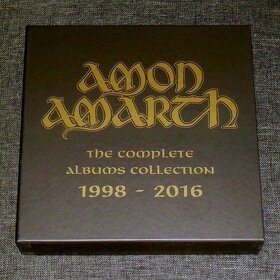 AMON
AMARTH
THE COMPLETE
ALBUMS COLLECTION
1998 - 2016